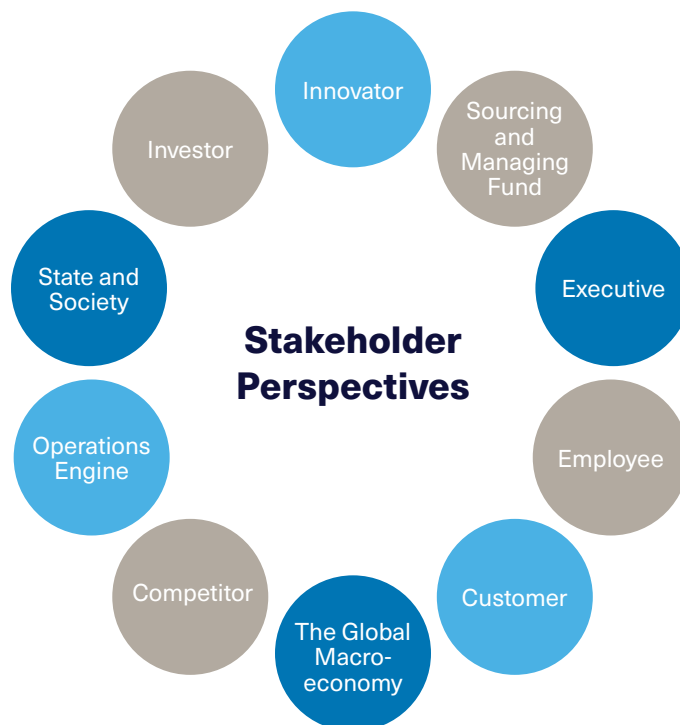 Innovator
Sourcing
and
Managing
Fund
Investor
State and
Society
Executive
Stakeholder
Perspectives
Operations
Engine
Employee
Competitor
Customer
The Global
Macro-
economy